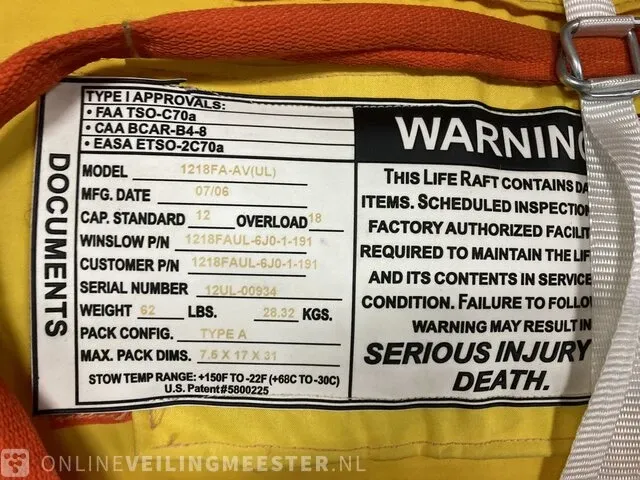 DOCUMENTS
TYPE I APPROVALS:
• FAA TSO-C70a
• CAA BCAR-B4-8
• EASA ETSO-2C70a
MODEL 1218FA-AV(UL)
MFG. DATE 07/06
CAP. STANDARD 12 OVERLOAD 18
WINSLOW P/N 1218FAUL-6J0-1-191
CUSTOMER P/N 1218FAUL-6J0-1-191
SERIAL NUMBER 12UL-00934
WEIGHT 62 LBS. 28.32 KGS.
PACK CONFIG. TYPE A
MAX. PACK DIMS. 7.5 X 17 X 31
STOW TEMP RANGE: +150F TO -22F (+68C TO -30C)
U.S. Patent#5800225
WARNING
THIS LIFE RAFT CONTAINS DA
ITEMS. SCHEDULED INSPECTION
FACTORY AUTHORIZED FACILIT
REQUIRED TO MAINTAIN THE LIF
AND ITS CONTENTS IN SERVICE
CONDITION. FAILURE TO FOLLOW
WARNING MAY RESULT IN
SERIOUS INJURY
DEATH.
ONLINEVEILINGMEESTER.NL